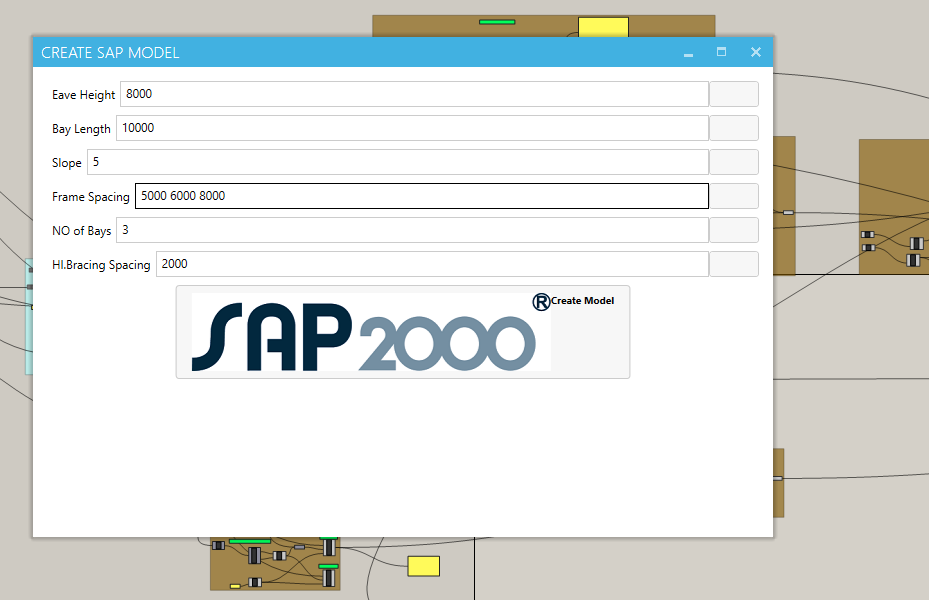 CREATE SAP MODEL
Eave Height 8000
Bay Length 10000
Slope 5
Frame Spacing 5000 6000 8000
NO of Bays 3
HI.Bracing Spacing 2000
SAP2000® Create Model